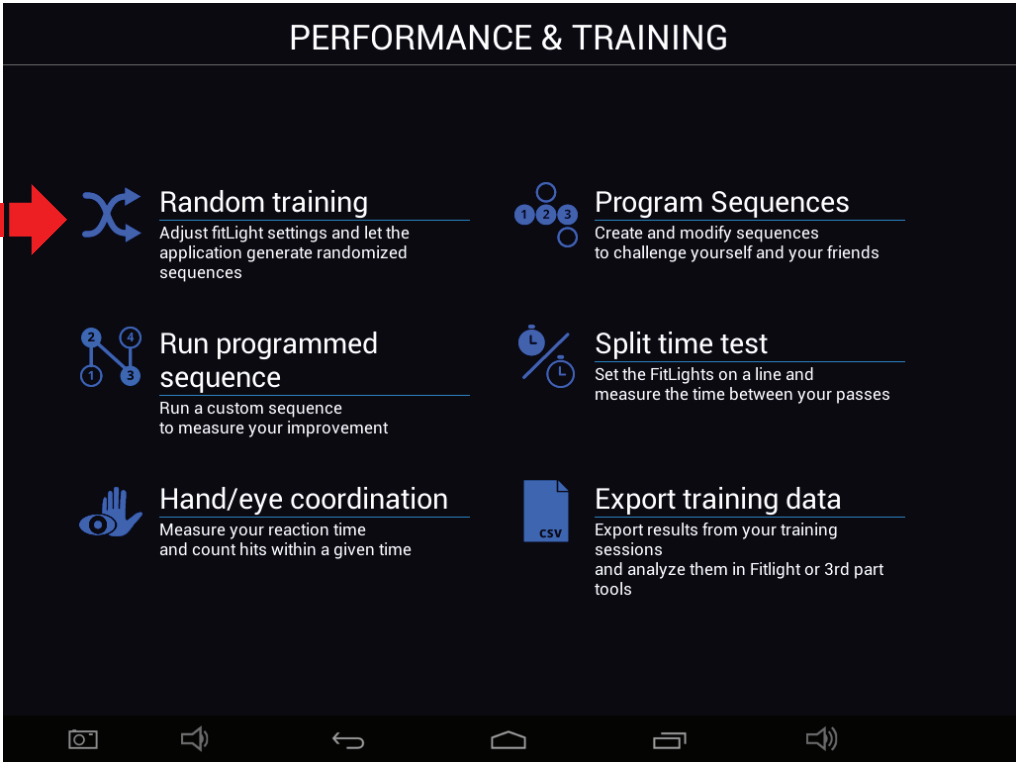 PERFORMANCE & TRAINING
Random training
Adjust fitLight settings and let the
application generate randomized
sequences
1 2 3
Program Sequences
Create and modify sequences
to challenge yourself and your friends
2 4
1 3
Run programmed
sequence
Run a custom sequence
to measure your improvement
Split time test
Set the FitLights on a line and
measure the time between your passes
Hand/eye coordination
Measure your reaction time
and count hits within a given time
CSV
Export training data
Export results from your training
sessions
and analyze them in Fitlight or 3rd part
tools